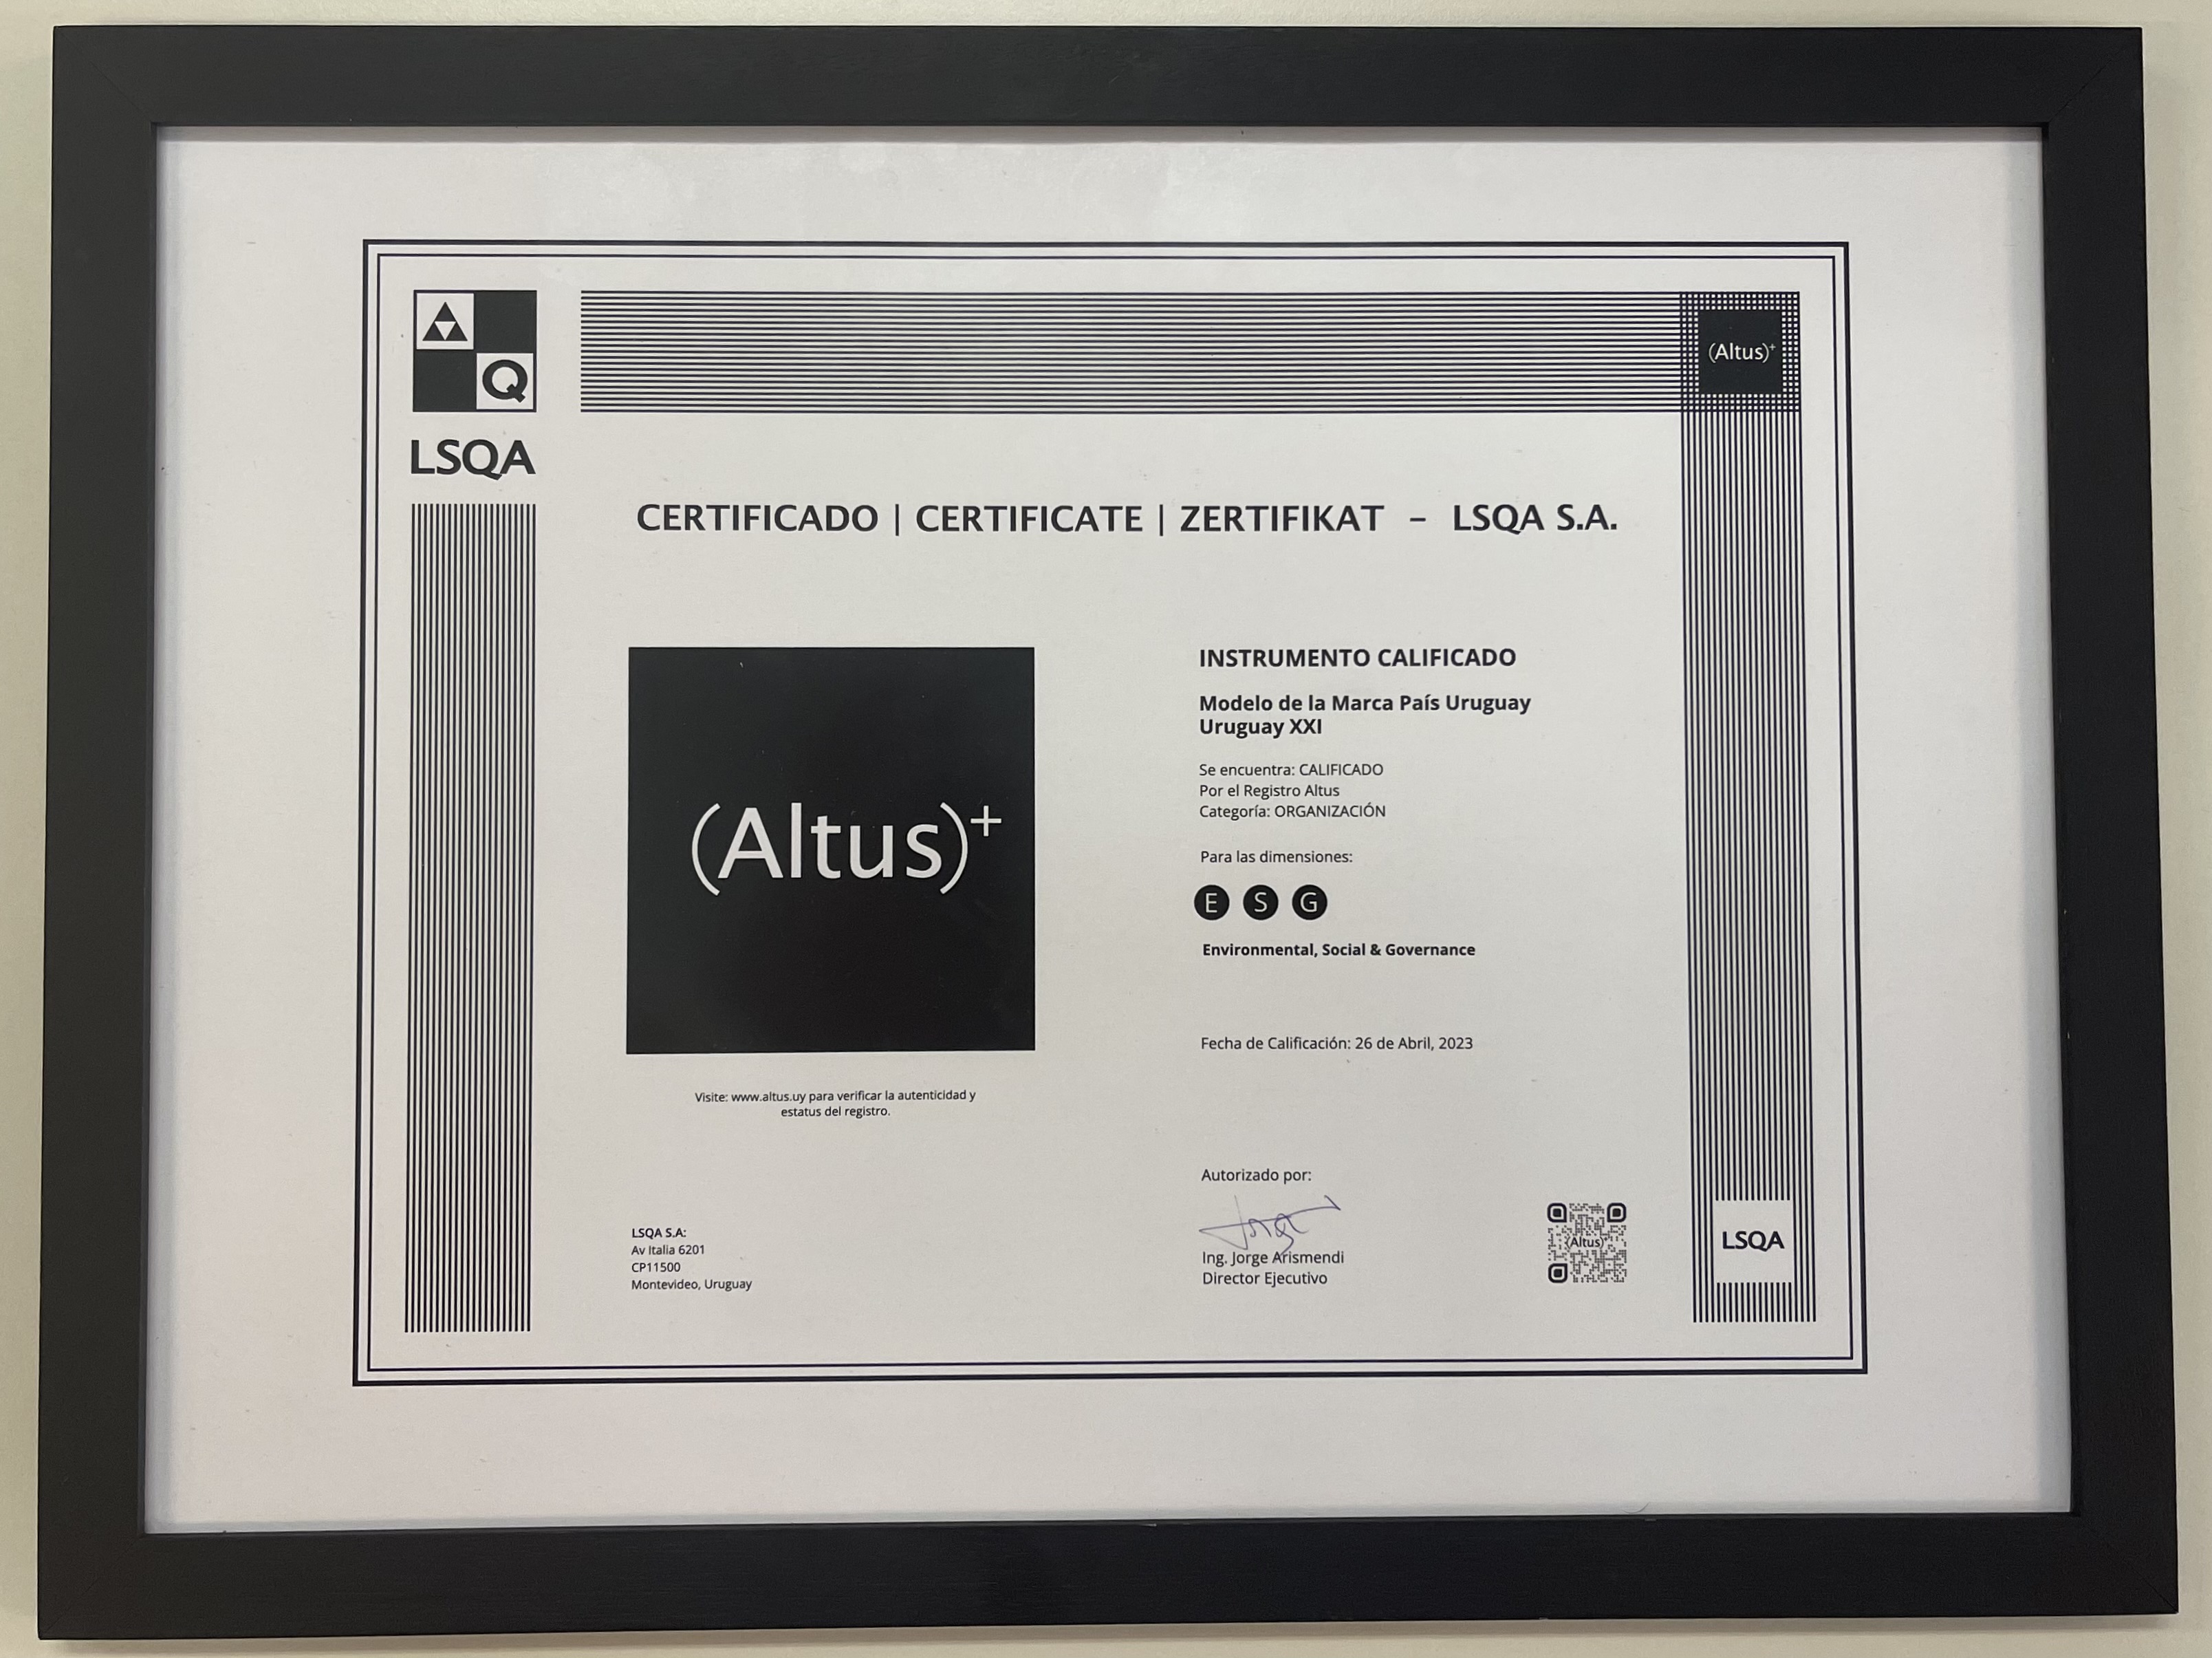 Q
(Altus)+
LSQA
CERTIFICADO | CERTIFICATE | ZERTIFIKAT – LSQA S.A.
(Altus)+
Visite: www.altus.uy para verificar la autenticidad y
estatus del registro.
INSTRUMENTO CALIFICADO
Modelo de la Marca País Uruguay
Uruguay XXI
Se encuentra: CALIFICADO
Por el Registro Altus
Categoría: ORGANIZACIÓN
Para las dimensiones:
E S G
Environmental, Social & Governance
Fecha de Calificación: 26 de Abril, 2023
LSQA S.A:
Av Italia 6201
CP11500
Montevideo, Uruguay
Autorizado por:
Jorge
Ing. Jorge Arismendi
Director Ejecutivo
(Altus)+
LSQA